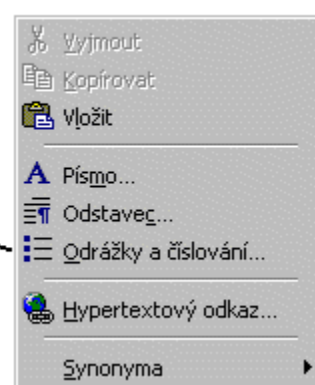 Vyjmout
Kopírovat
Vložit
Písmo...
Odstavec...
Odrážky a číslování...
Hypertextový odkaz...
Synonyma